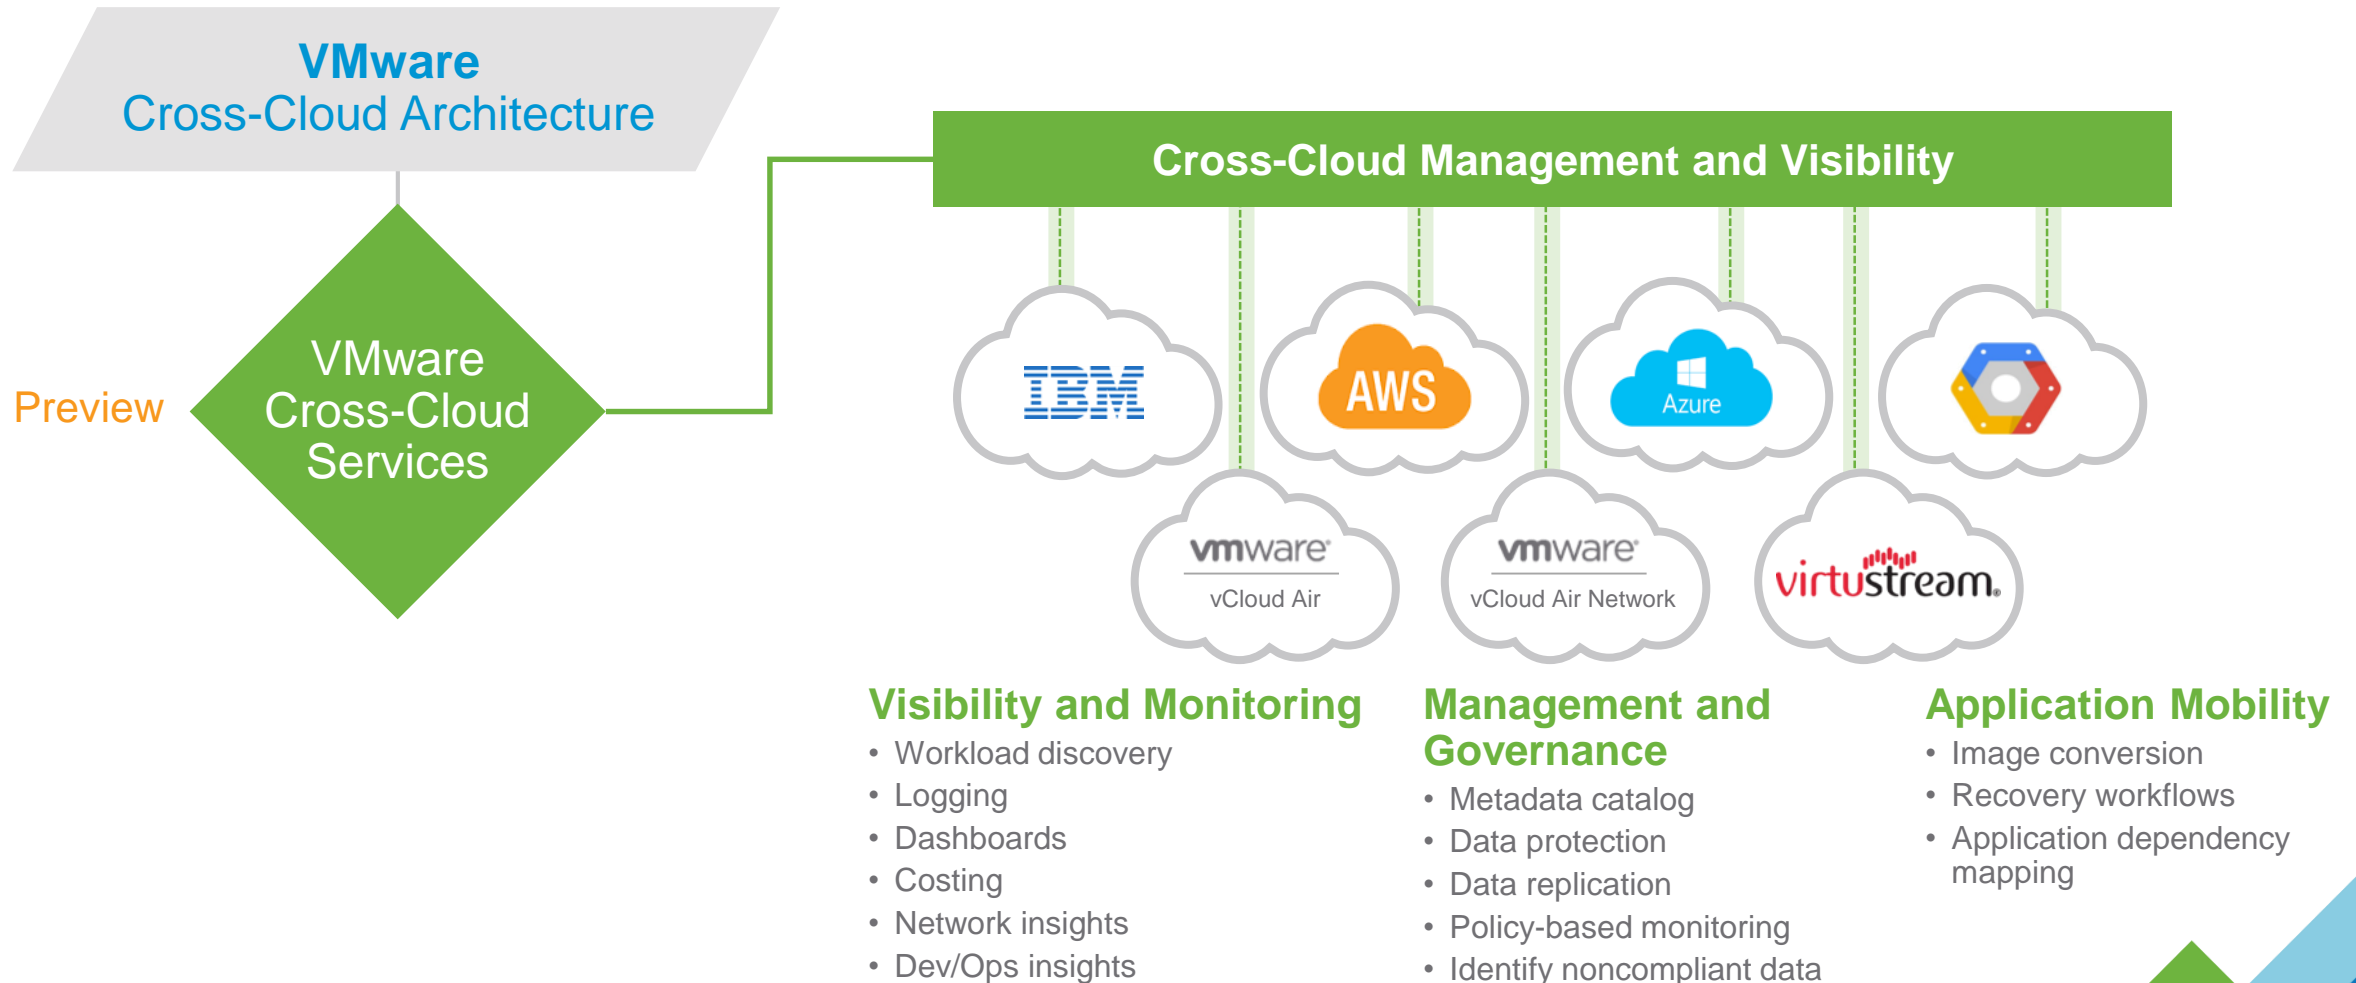 VMware
Cross-Cloud Architecture
Cross-Cloud Management and Visibility
Preview
VMware
Cross-Cloud
Services
IBM
AWS
Azure
vmware®
vCloud Air
vmware®
vCloud Air Network
virtustream®
Visibility and Monitoring
• Workload discovery
• Logging
• Dashboards
• Costing
• Network insights
• Dev/Ops insights
Management and
Governance
• Metadata catalog
• Data protection
• Data replication
• Policy-based monitoring
• Identify noncompliant data
Application Mobility
• Image conversion
• Recovery workflows
• Application dependency
mapping